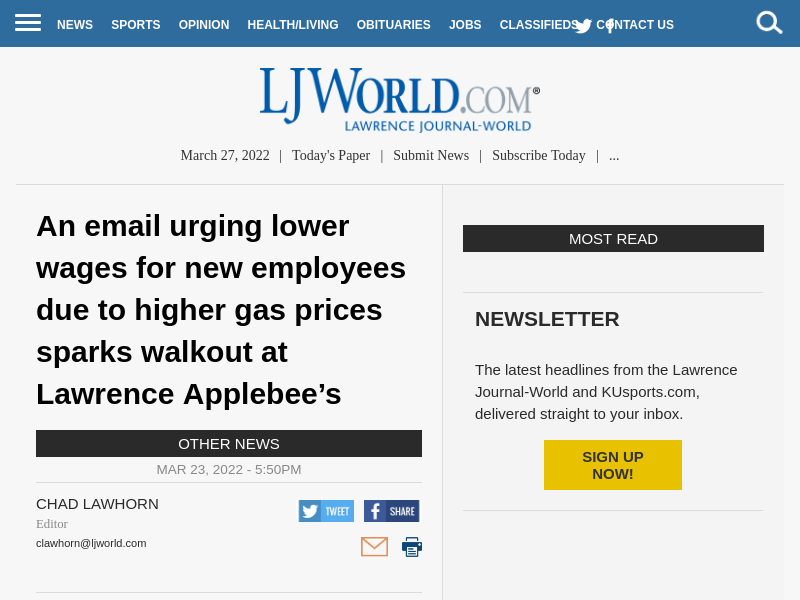 NEWS SPORTS OPINION HEALTH/LIVING OBITUARIES JOBS CLASSIFIEDS CONTACT US
LJWORLD.COM®
LAWRENCE JOURNAL-WORLD
March 27, 2022 | Today's Paper | Submit News | Subscribe Today | ...
An email urging lower
wages for new employees
due to higher gas prices
sparks walkout at
Lawrence Applebee’s
OTHER NEWS
MAR 23, 2022 - 5:50PM
CHAD LAWHORN
Editor
clawhorn@ljworld.com
TWEET SHARE
MOST READ
NEWSLETTER
The latest headlines from the Lawrence
Journal-World and KUsports.com,
delivered straight to your inbox.
SIGN UP
NOW!